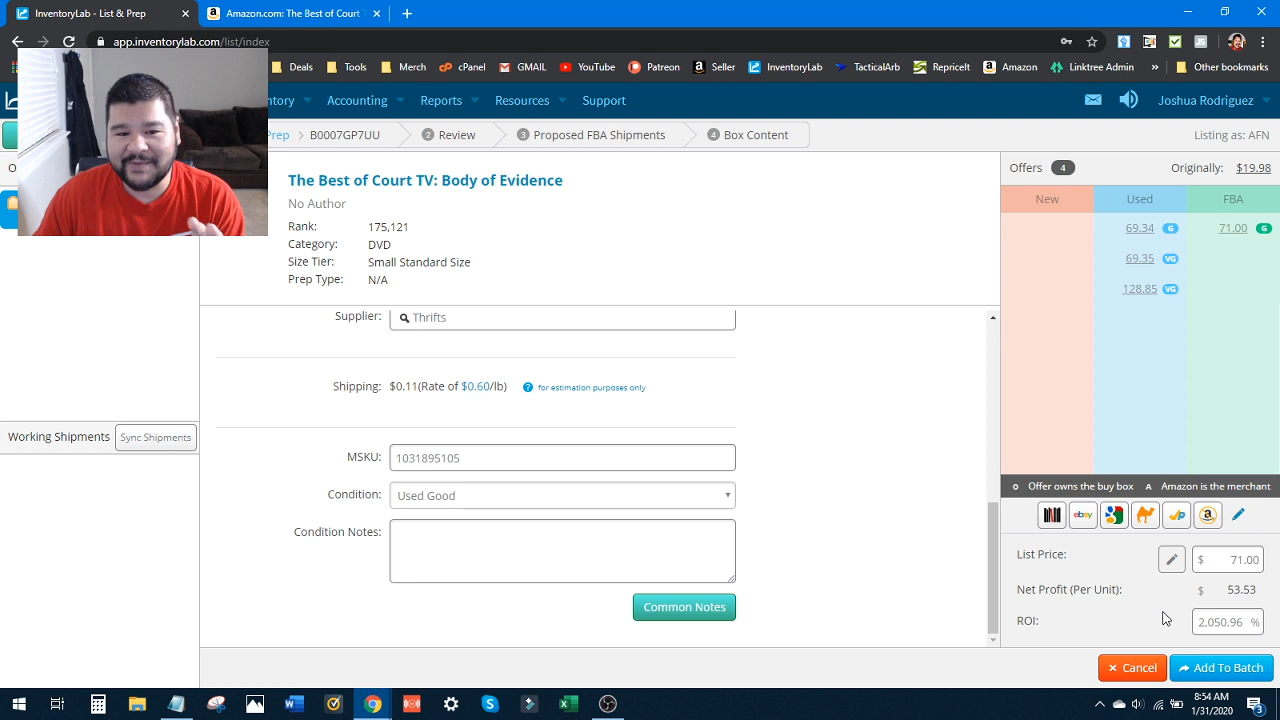 InventoryLab - List
Amazon.com: The Best of Court T
app.inventorylab.com/list/index
Deals
Tools
Merch
cPanel
GMAIL
YouTube
Patreon
Seller
InventoryLab
TacticalArb
RepriceIt
Amazon
Linktree Admin
»
Other bookmarks
ntory
Accounting
Reports
Resources
Support
Joshua Rodriguez
Prep
B0007GP7UU
2 Review
3 Proposed FBA Shipments
4 Box Content
Listing as: AFN
The Best of Court TV: Body of Evidence
No Author
Rank: 175,121
Category: DVD
Size Tier: Small Standard Size
Prep Type: N/A
Offers 4 Originally: $19.98
New Used FBA
69.34 G 71.00 G
69.35 VG
128.85 VG
Supplier: Thrifts
Shipping: $0.11(Rate of $0.60/lb) ? for estimation purposes only
Working Shipments Sync Shipments
MSKU: 1031895105
Condition: Used Good
Condition Notes:
Common Notes
O Offer owns the buy box A Amazon is the merchant
ebay
List Price: $ 71.00
Net Profit (Per Unit): $ 53.53
ROI: 2,050.96 %
Cancel
Add To Batch
8:54 AM
1/31/2020
3